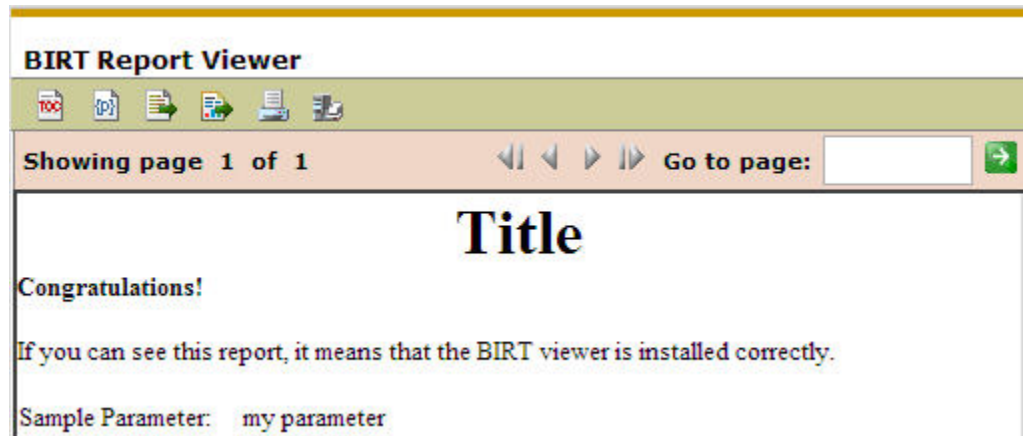 BIRT Report Viewer
TOC {p}
Showing page 1 of 1 Go to page:
Title
Congratulations!
If you can see this report, it means that the BIRT viewer is installed correctly.
Sample Parameter: my parameter